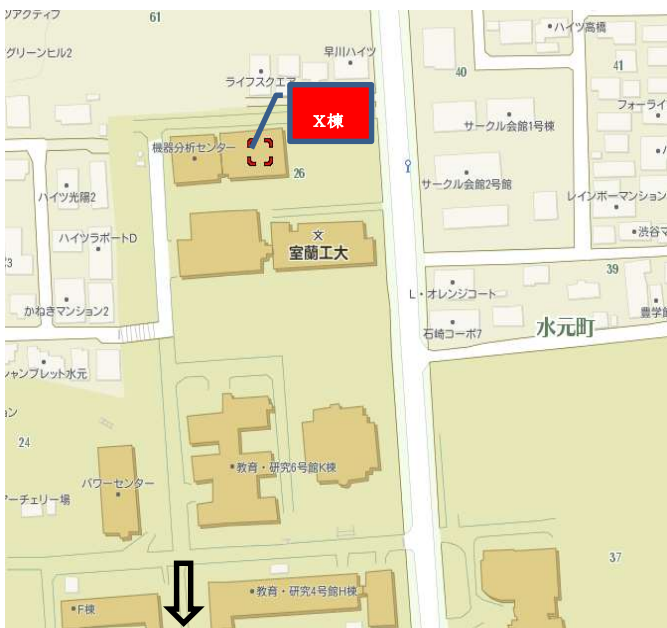 ソアクティフ
61
ハイツ高橋
グリーンヒル2
早川ハイツ
40
41
ライフスクエア
フォーライ
X棟
サークル会館1号棟
機器分析センター
26
サークル会館2号館
ハイツ光陽2
レインボーマンション
文
室蘭工大
ハイツラポートD
渋谷マ
C3
39
L・オレンジコート
かねきマンション2
豊学館
石崎コーポ7
水元町
シャンブレット水元
ョン
24
教育・研究6号館K棟
パワーセンター
アーチェリー場
37
教育・研究4号館H棟
F棟